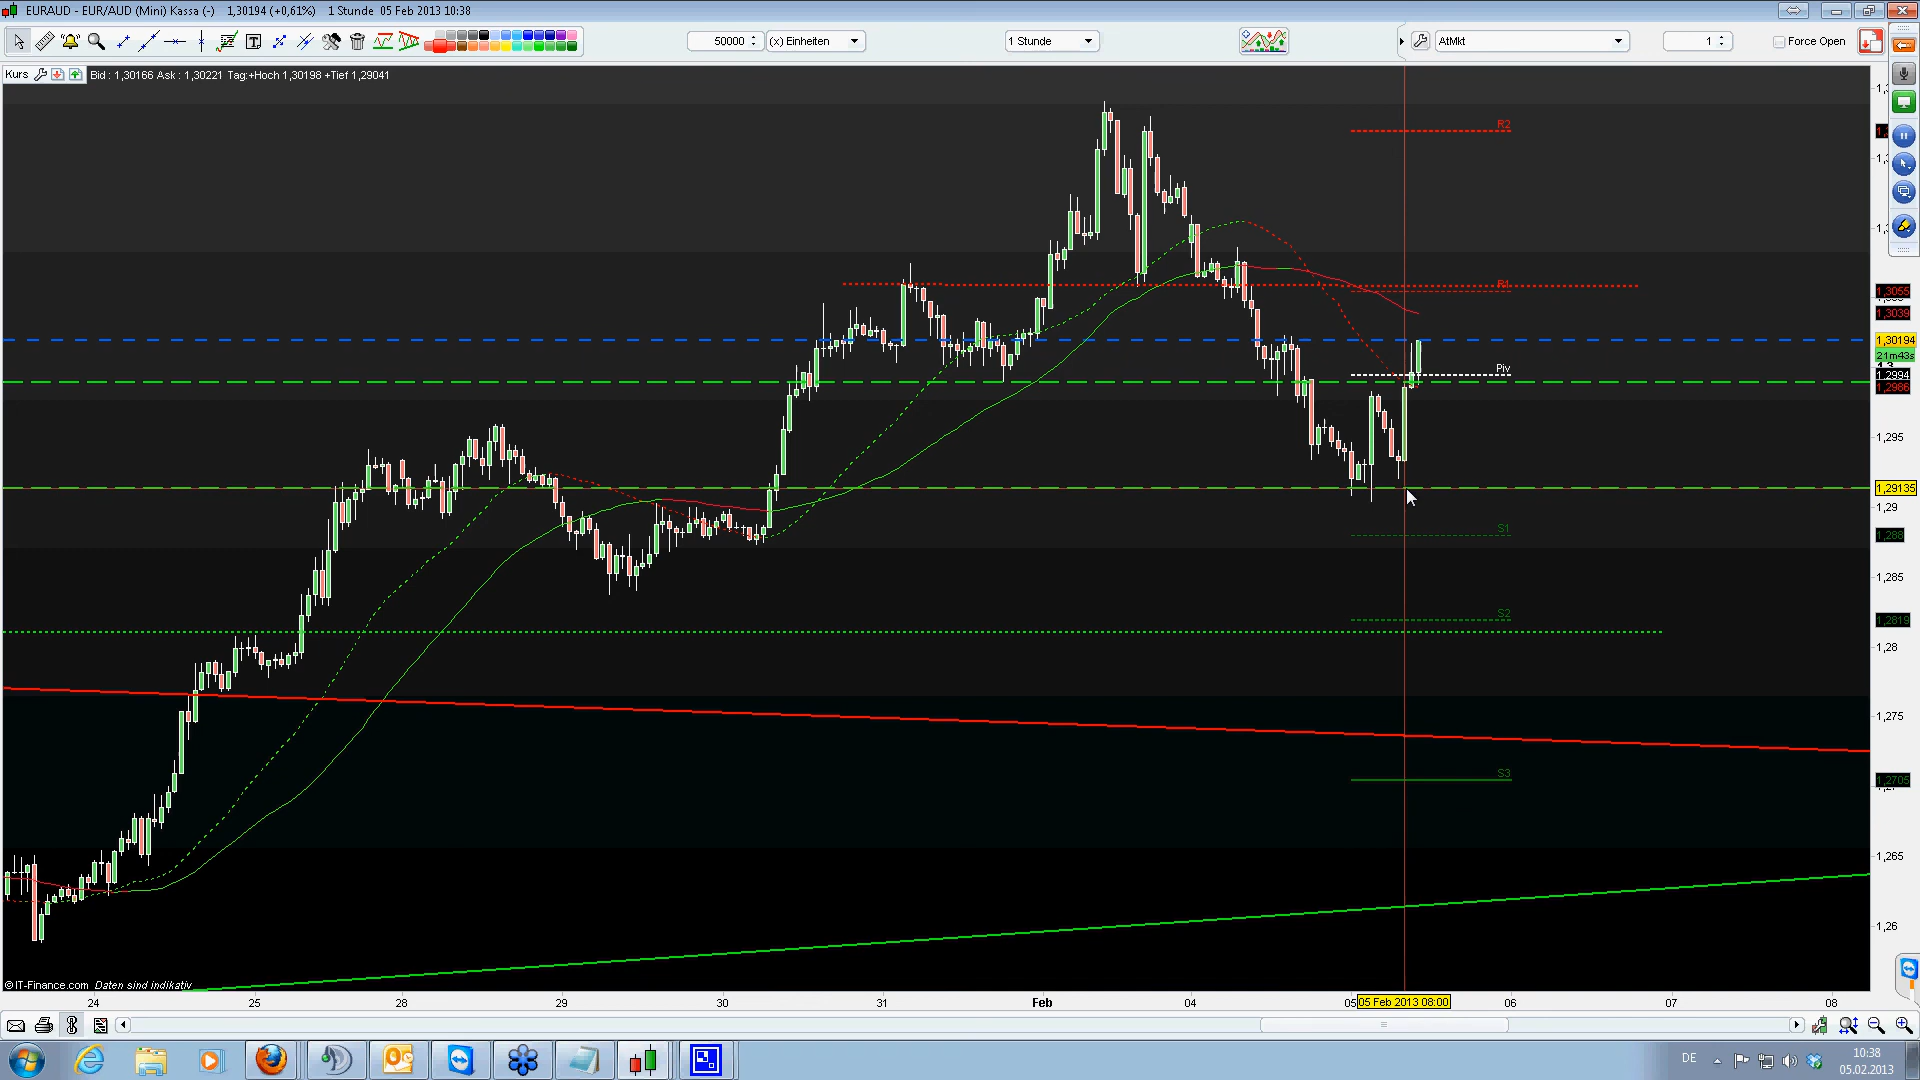 EURAUD - EUR/AUD (Mini) Kassa (-) 1,30194 (+0,61%) 1 Stunde 05 Feb 2013 10:38
50000 (x) Einheiten 1 Stunde AtMkt 1 Force Open
Kurs Bid : 1,30166 Ask : 1,30221 Tag:+Hoch 1,30198 +Tief 1,29041
R2
R1
1,3055
1,3039
1,30194
21m43s
Piv
1,2994
1,2986
1,295
1,29135
1,29
S1
1,288
1,285
S2
1,2819
1,28
1,275
S3
1,2705
1,265
1,26
© IT-Finance.com Daten sind indikativ
24 25 28 29 30 31 Feb 04 05 05 Feb 2013 08:00 06 07 08
DE 10:38
05.02.2013